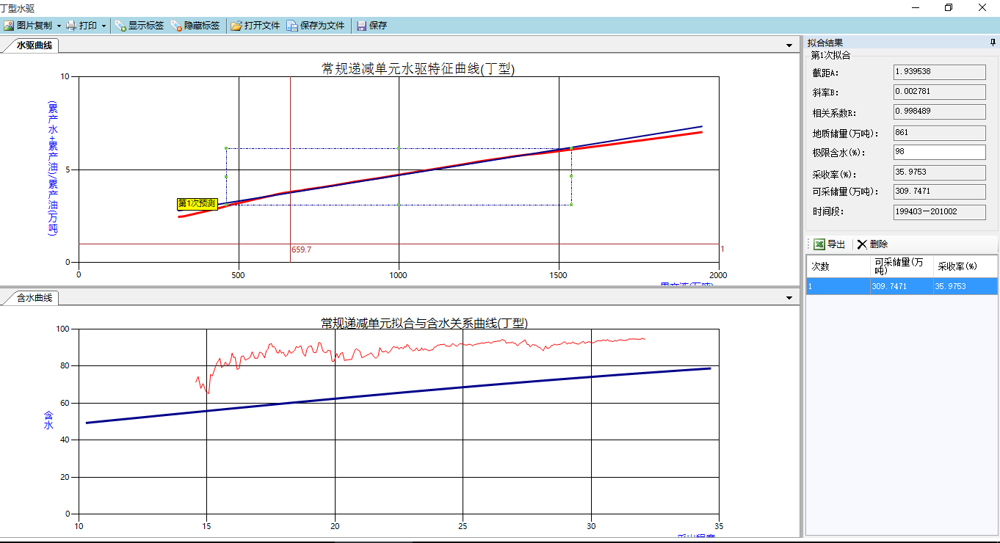 丁型水驱
图片复制 打印 显示标签 隐藏标签 打开文件 保存为文件 保存
水驱曲线
常规递减单元水驱特征曲线(丁型)
(累产水+累产油)/累产油(万吨)
10
5
0
第1次预测
659.7
1
0 500 1000 1500 2000
含水曲线
常规递减单元拟合与含水关系曲线(丁型)
含水
100
80
60
40
20
0
10 15 20 25 30 35
采出程度
拟合结果
第1次拟合
截距A: 1.939538
斜率B: 0.002781
相关系数R: 0.998489
地质储量(万吨): 861
极限含水(%): 98
采收率(%): 35.9753
可采储量(万吨): 309.7471
时间段: 199403—201002
导出 删除
次数 可采储量(万吨) 采收率(%)
1 309.7471 35.9753